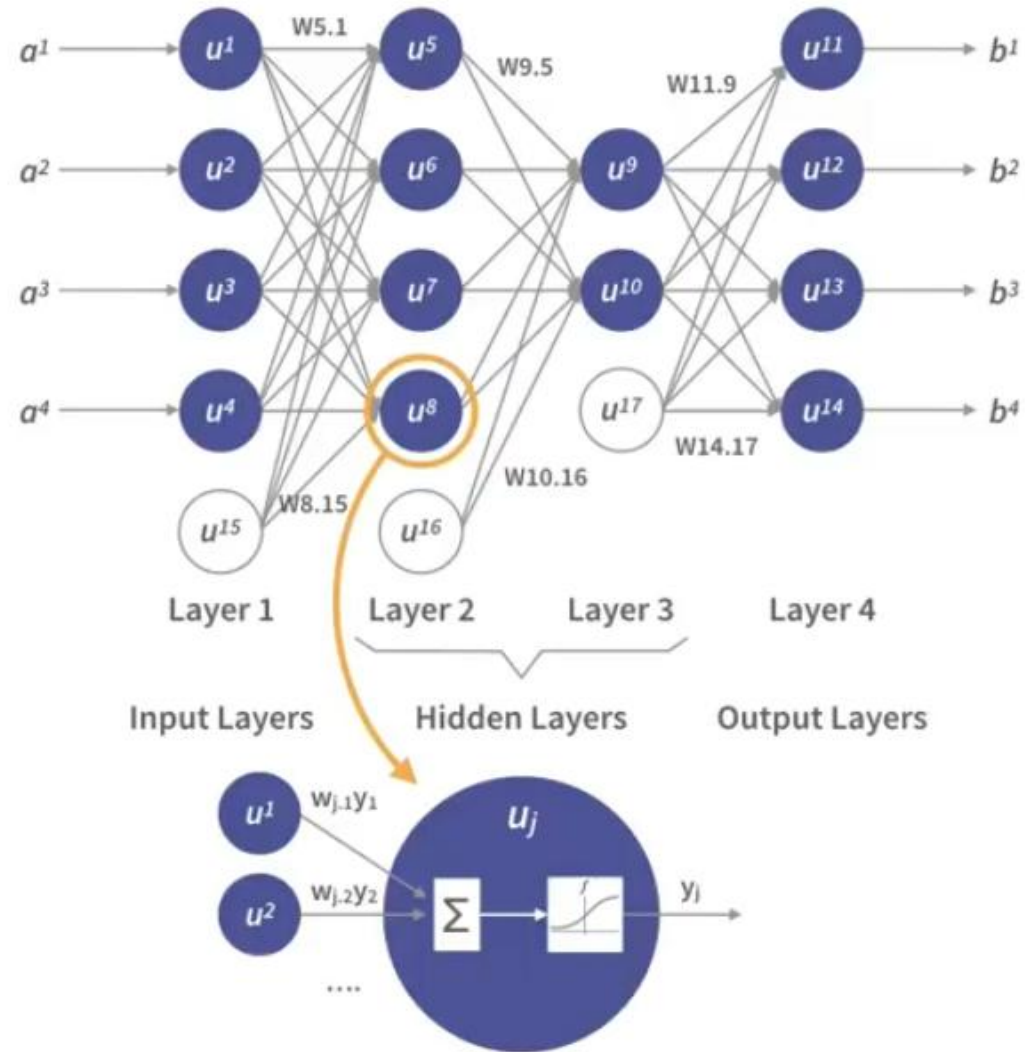 W5.1
a¹ u¹ u⁵ W9.5 W11.9 u¹¹ b¹
a² u² u⁶ u⁹ u¹² b²
a³ u³ u⁷ u¹⁰ u¹³ b³
a⁴ u⁴ u⁸ u¹⁷ u¹⁴ b⁴
W14.17
W10.16
W8.15
u¹⁵ u¹⁶
Layer 1 Layer 2 Layer 3 Layer 4
Input Layers Hidden Layers Output Layers
u¹ wj.1y1
uj
u² wj.2y2 Σ ∫ yj
....